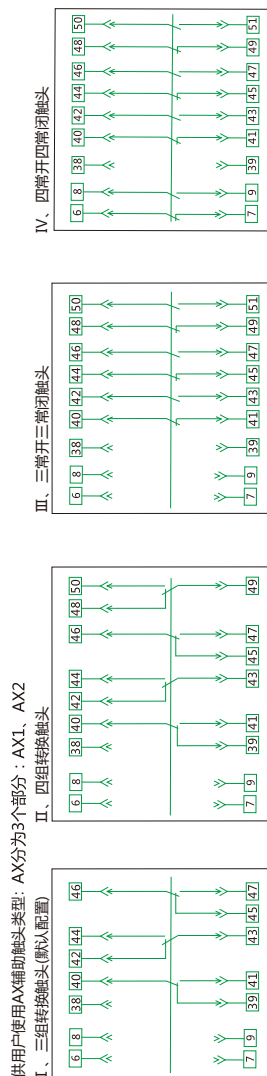 供用户使用AX辅助触头类型: AX分为3个部分：AX1、AX2
I、三组转换触头(默认配置)
6 8 38 40 42 44 46
7 9 39 41 43 45 47
II、四组转换触头
6 8 38 40 42 44 46 48 50
7 9 39 41 43 45 47 49
III、三常开三常闭触头
6 8 38 40 42 44 46 48 50
7 9 39 41 43 45 47 49 51
IV、四常开四常闭触头
6 8 38 40 42 44 46 48 50
7 9 39 41 43 45 47 49 51